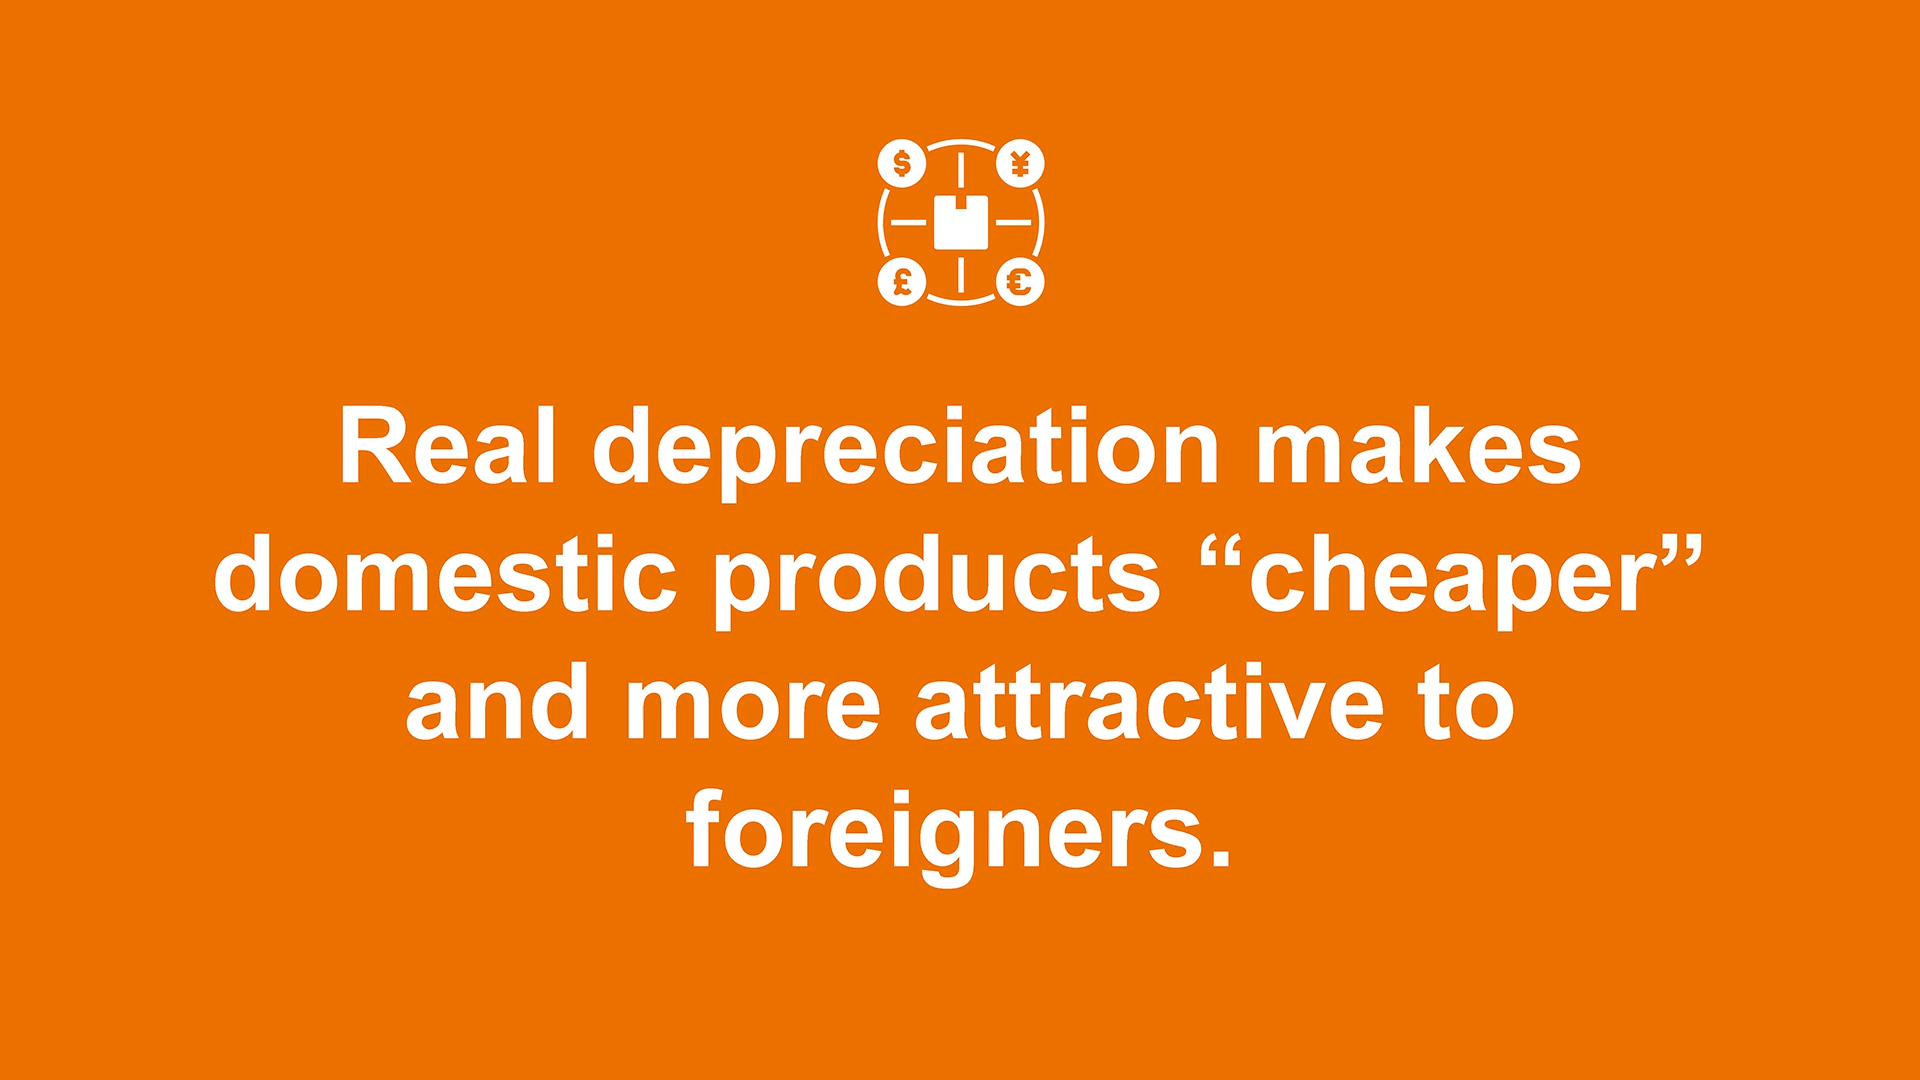 $ ¥
£ €
Real depreciation makes
domestic products “cheaper”
and more attractive to
foreigners.